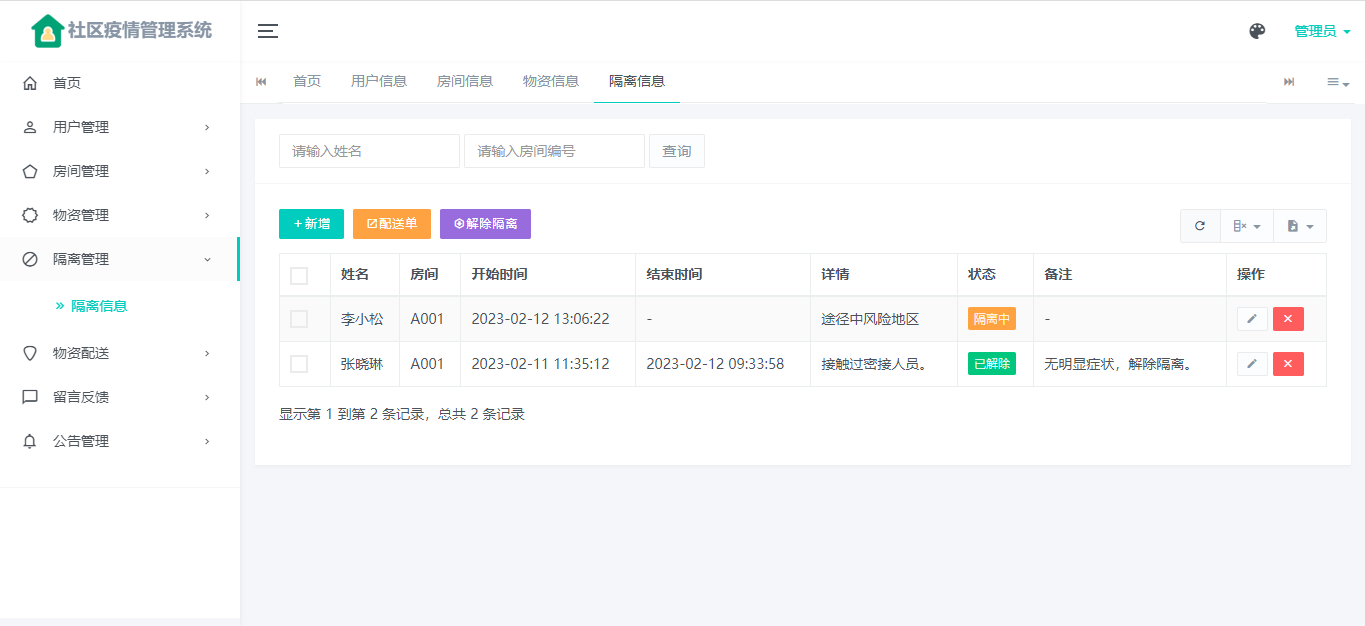 社区疫情管理系统
管理员
首页
用户管理
房间管理
物资管理
隔离管理
隔离信息
物资配送
留言反馈
公告管理
首页 用户信息 房间信息 物资信息 隔离信息
请输入姓名 请输入房间编号 查询
+新增 配送单 解除隔离
姓名 房间 开始时间 结束时间 详情 状态 备注 操作
李小松 A001 2023-02-12 13:06:22 - 途径中风险地区 隔离中 -
张晓琳 A001 2023-02-11 11:35:12 2023-02-12 09:33:58 接触过密接人员。 已解除 无明显症状，解除隔离。
显示第 1 到第 2 条记录，总共 2 条记录